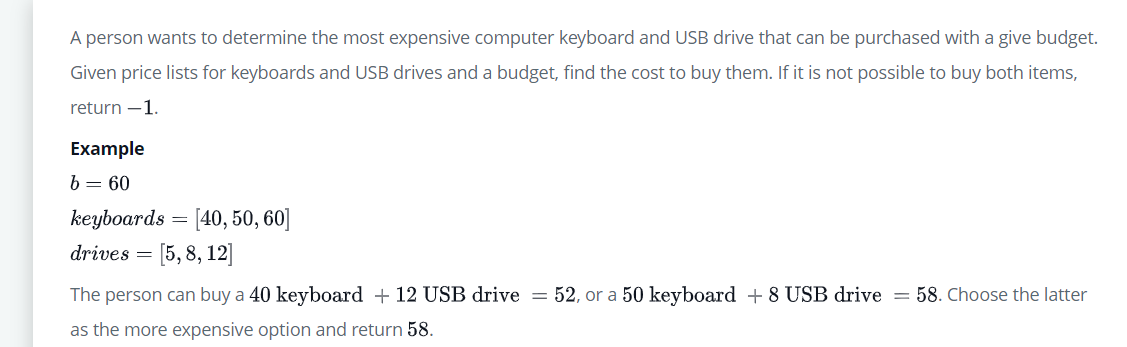 A person wants to determine the most expensive computer keyboard and USB drive that can be purchased with a give budget.
Given price lists for keyboards and USB drives and a budget, find the cost to buy them. If it is not possible to buy both items,
return −1.
Example
b = 60
keyboards = [40, 50, 60]
drives = [5, 8, 12]
The person can buy a 40 keyboard + 12 USB drive = 52, or a 50 keyboard + 8 USB drive = 58. Choose the latter
as the more expensive option and return 58.